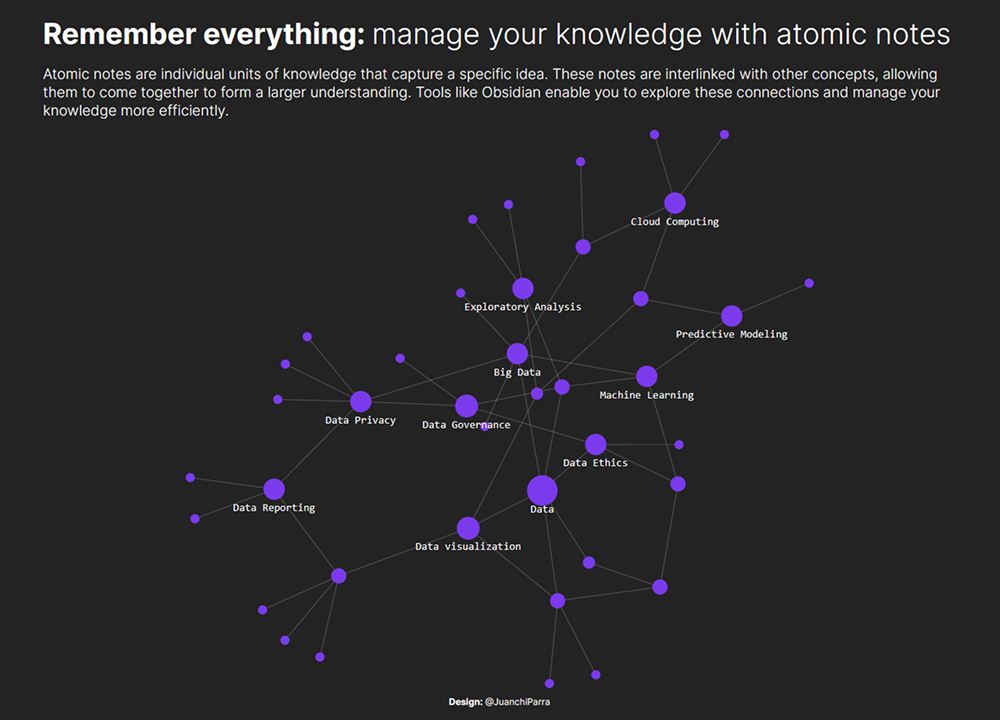 Remember everything: manage your knowledge with atomic notes
Atomic notes are individual units of knowledge that capture a specific idea. These notes are interlinked with other concepts, allowing
them to come together to form a larger understanding. Tools like Obsidian enable you to explore these connections and manage your
knowledge more efficiently.
Cloud Computing
Exploratory Analysis
Predictive Modeling
Big Data
Machine Learning
Data Privacy
Data Governance
Data Ethics
Data Reporting
Data
Data visualization
Design: @JuanchiParra